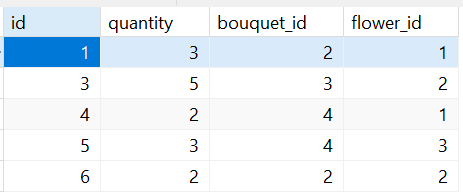 id quantity bouquet_id flower_id
1 3 2 1
3 5 3 2
4 2 4 1
5 3 4 3
6 2 2 2